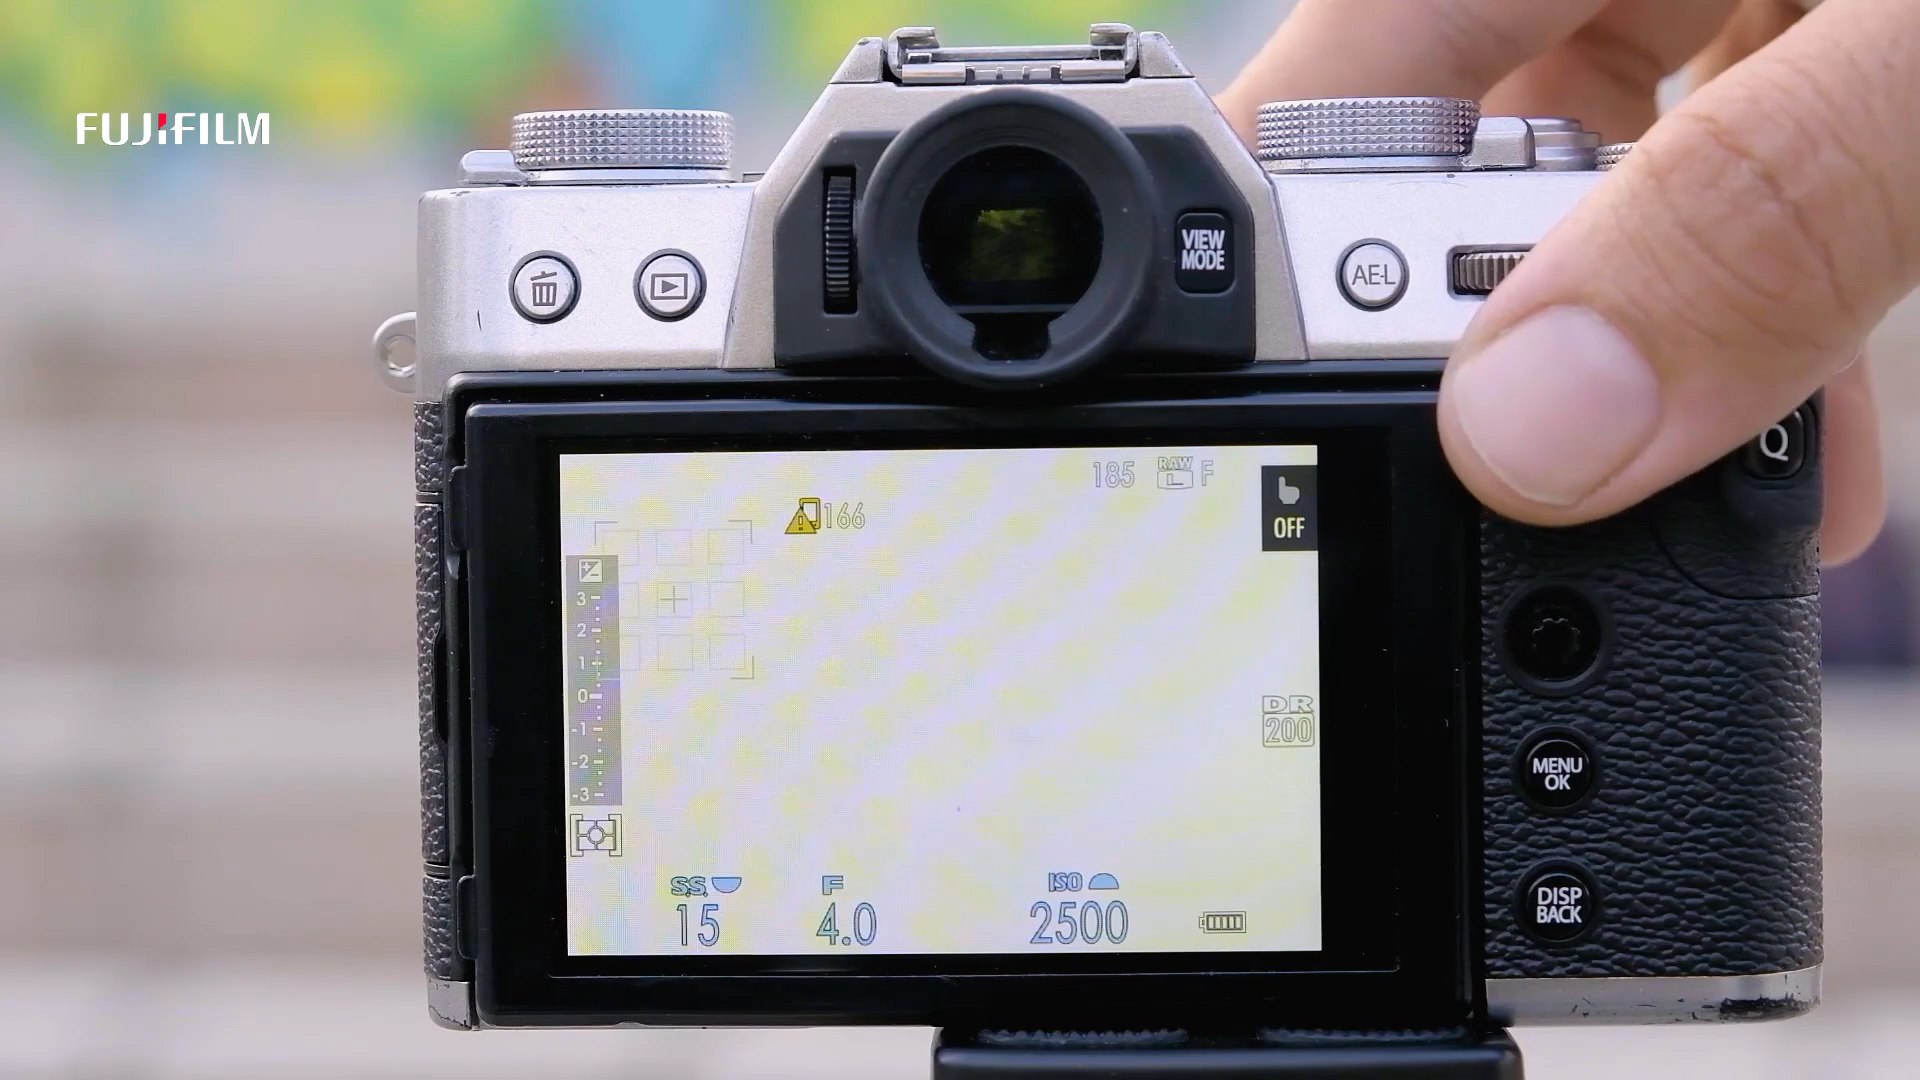 FUJIFILM
VIEW
MODE
AE-L
Q
185 RAW L F
166
OFF
3
2
1
0
-1
-2
-3
DR
200
MENU
OK
S.S. F ISO
15 4.0 2500
DISP
BACK